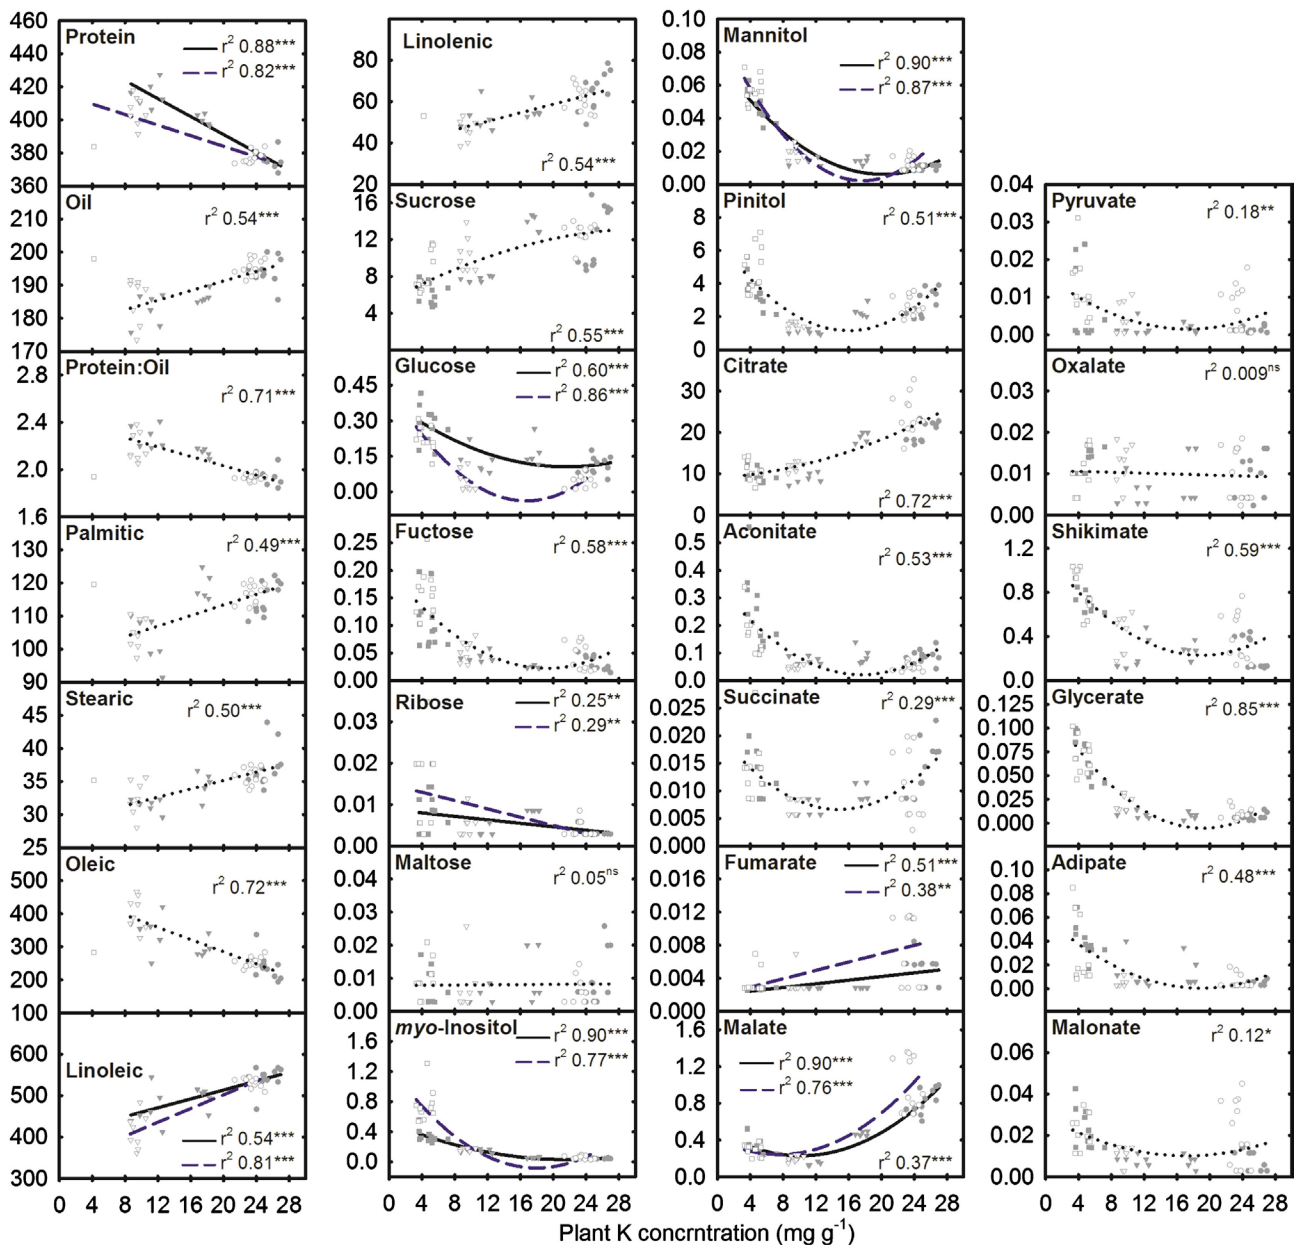 Protein
r² 0.88***
r² 0.82***
460
440
420
400
380
360
Oil
r² 0.54***
210
200
190
180
170
Protein:Oil
r² 0.71***
2.8
2.4
2.0
1.6
Palmitic
r² 0.49***
130
120
110
100
90
Stearic
r² 0.50***
45
40
35
30
25
Oleic
r² 0.72***
500
400
300
200
100
Linoleic
r² 0.54***
r² 0.81***
600
500
400
300
0 4 8 12 16 20 24 28
Linolenic
r² 0.54***
80
60
40
20
Sucrose
r² 0.55***
16
12
8
4
Glucose
r² 0.60***
r² 0.86***
0.45
0.30
0.15
0.00
Fuctose
r² 0.58***
0.25
0.20
0.15
0.10
0.05
0.00
Ribose
r² 0.25**
r² 0.29**
0.03
0.02
0.01
0.00
Maltose
r² 0.05ns
0.04
0.03
0.02
0.01
0.00
myo-Inositol
r² 0.90***
r² 0.77***
1.6
1.2
0.8
0.4
0.0
0 4 8 12 16 20 24 28
Mannitol
r² 0.90***
r² 0.87***
0.10
0.08
0.06
0.04
0.02
0.00
Pinitol
r² 0.51***
8
6
4
2
0
Citrate
r² 0.72***
30
20
10
0
Aconitate
r² 0.53***
0.5
0.4
0.3
0.2
0.1
0.0
Succinate
r² 0.29***
0.025
0.020
0.015
0.010
0.005
0.000
Fumarate
r² 0.51***
r² 0.38**
0.016
0.012
0.008
0.004
0.000
Malate
r² 0.90***
r² 0.76***
r² 0.37***
1.6
1.2
0.8
0.4
0.0
0 4 8 12 16 20 24 28
Pyruvate
r² 0.18**
0.04
0.03
0.02
0.01
0.00
Oxalate
r² 0.009ns
0.03
0.02
0.01
0.00
Shikimate
r² 0.59***
1.2
0.8
0.4
0.0
Glycerate
r² 0.85***
0.125
0.100
0.075
0.050
0.025
0.000
Adipate
r² 0.48***
0.10
0.08
0.06
0.04
0.02
0.00
Malonate
r² 0.12*
0.06
0.04
0.02
0.00
0 4 8 12 16 20 24 28
Plant K concrntration (mg g⁻¹)